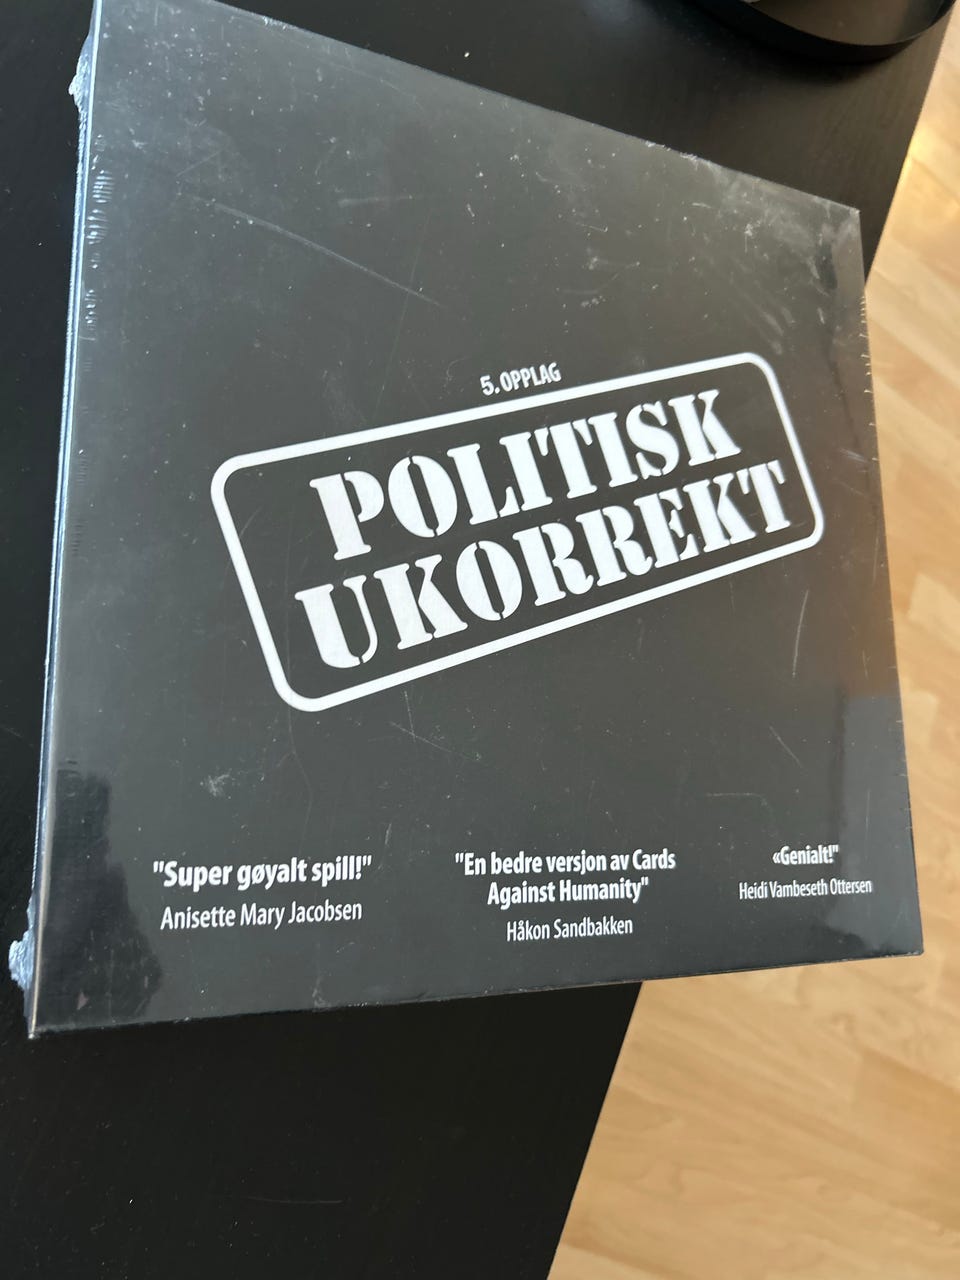 5. OPPLAG
POLITISK
UKORREKT
"Super gøyalt spill!"
Anisette Mary Jacobsen
"En bedre versjon av Cards
Against Humanity"
Håkon Sandbakken
«Genialt!"
Heidi Vambeseth Ottersen